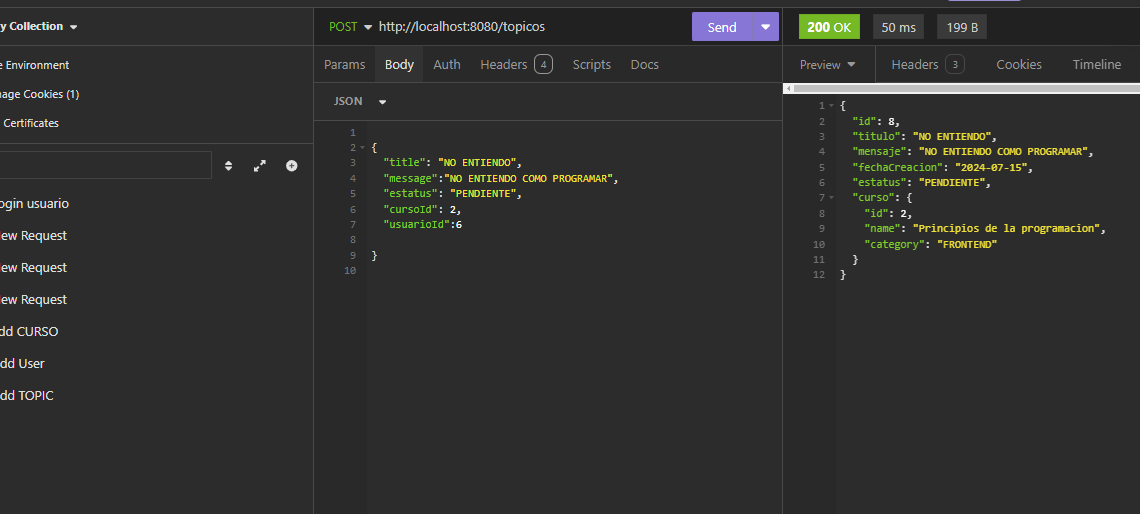 y Collection
e Environment
nage Cookies (1)
Certificates
ogin usuario
ew Request
ew Request
ew Request
dd CURSO
dd User
dd TOPIC
POST http://localhost:8080/topicos Send
Params Body Auth Headers 4 Scripts Docs
JSON
1
2 {
3 "title": "NO ENTIENDO",
4 "message":"NO ENTIENDO COMO PROGRAMAR",
5 "estatus": "PENDIENTE",
6 "cursoId": 2,
7 "usuarioId":6
8
9 }
10
200 OK 50 ms 199 B
Preview Headers 3 Cookies Timeline
1 {
2 "id": 8,
3 "titulo": "NO ENTIENDO",
4 "mensaje": "NO ENTIENDO COMO PROGRAMAR",
5 "fechaCreacion": "2024-07-15",
6 "estatus": "PENDIENTE",
7 "curso": {
8 "id": 2,
9 "name": "Principios de la programacion",
10 "category": "FRONTEND"
11 }
12 }